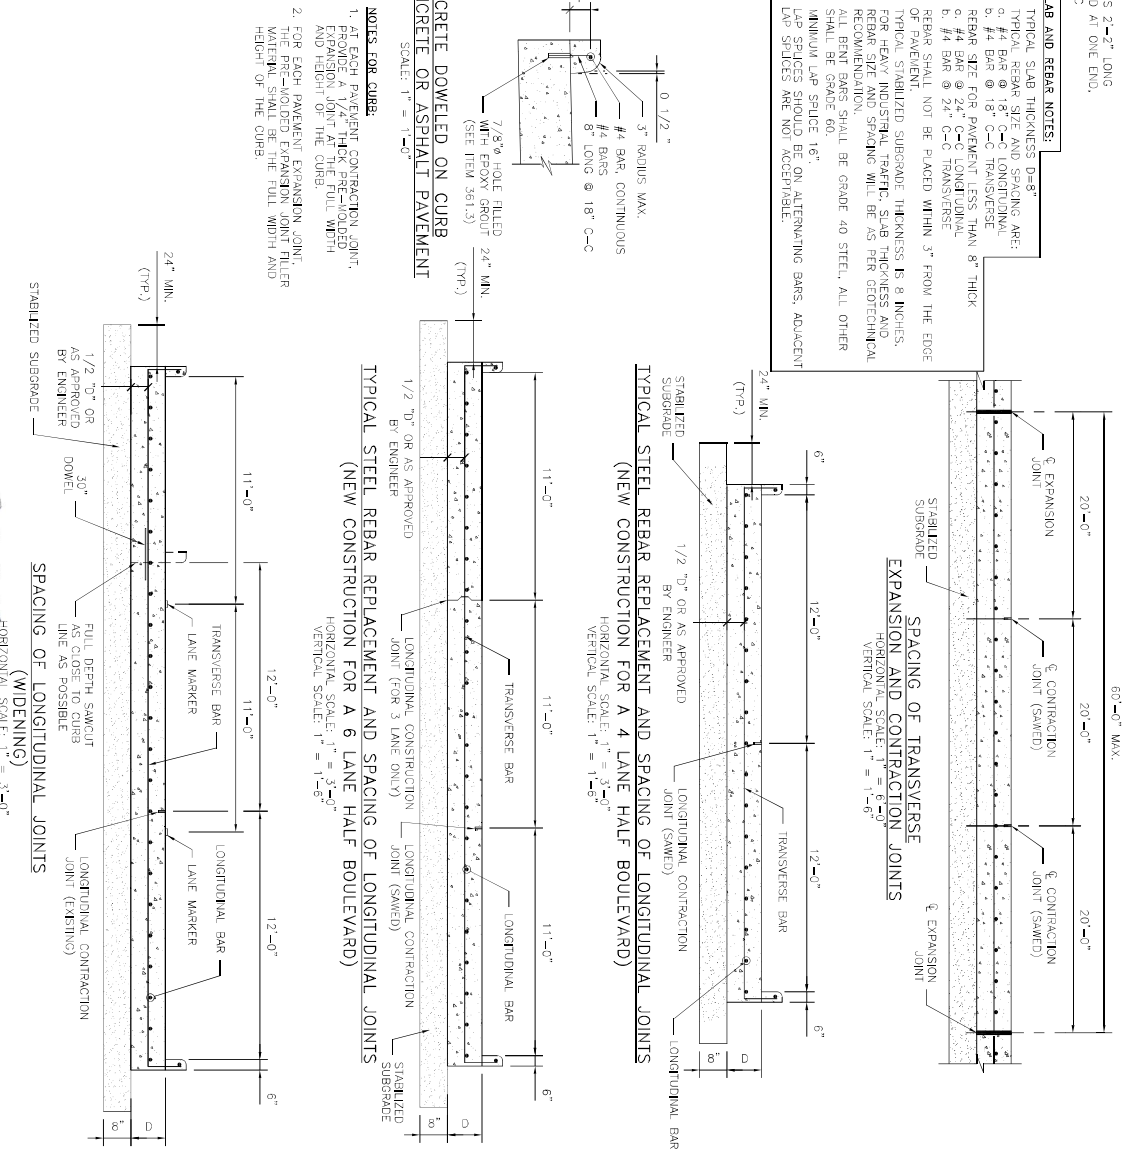 S 2'-2" LONG
D AT ONE END,
C
LAB AND REBAR NOTES:
TYPICAL SLAB THICKNESS D=8"
TYPICAL REBAR SIZE AND SPACING ARE:
a. #4 BAR @ 18" C-C LONGITUDINAL
b. #4 BAR @ 18" C-C TRANSVERSE
REBAR SIZE FOR PAVEMENT LESS THAN 8" THICK
a. #4 BAR @ 24" C-C LONGITUDINAL
b. #4 BAR @ 24" C-C TRANSVERSE
REBAR SHALL NOT BE PLACED WITHIN 3" FROM THE EDGE
OF PAVEMENT.
TYPICAL STABILIZED SUBGRADE THICKNESS IS 8 INCHES.
FOR HEAVY INDUSTRIAL TRAFFIC, SLAB THICKNESS AND
REBAR SIZE AND SPACING WILL BE AS PER GEOTECHNICAL
RECOMMENDATION.
ALL BENT BARS SHALL BE GRADE 40 STEEL, ALL OTHER
SHALL BE GRADE 60.
MINIMUM LAP SPLICE 16"
LAP SPLICES SHOULD BE ON ALTERNATING BARS, ADJACENT
LAP SPLICES ARE NOT ACCEPTABLE.
60'-0" MAX.
20'-0"
20'-0"
20'-0"
℄ EXPANSION
JOINT
℄ CONTRACTION
JOINT (SAWED)
℄ CONTRACTION
JOINT (SAWED)
℄ EXPANSION
JOINT
STABILIZED
SUBGRADE
SPACING OF TRANSVERSE
EXPANSION AND CONTRACTION JOINTS
HORIZONTAL SCALE: 1" = 6'-0"
VERTICAL SCALE: 1" = 1'-6"
0 1/2 "
3" RADIUS MAX.
#4 BAR, CONTINUOUS
#4 BARS
8" LONG @ 18" C-C
7/8"ø HOLE FILLED
WITH EPOXY GROUT
(SEE ITEM 361.3)
CRETE DOWELED ON CURB
NCRETE OR ASPHALT PAVEMENT
SCALE: 1" = 1'-0"
NOTES FOR CURB:
1. AT EACH PAVEMENT CONTRACTION JOINT,
PROVIDE A 1/4" THICK PRE-MOLDED
EXPANSION JOINT AT THE FULL WIDTH
AND HEIGHT OF THE CURB.
2. FOR EACH PAVEMENT EXPANSION JOINT,
THE PRE-MOLDED EXPANSION JOINT FILLER
MATERIAL SHALL BE THE FULL WIDTH AND
HEIGHT OF THE CURB.
6"
12'-0"
12'-0"
6"
24" MIN.
(TYP.)
TRANSVERSE BAR
LONGITUDINAL CONTRACTION
JOINT (SAWED)
LONGITUDINAL BAR
STABILIZED
SUBGRADE
1/2 "D" OR AS APPROVED
BY ENGINEER
8"
D
TYPICAL STEEL REBAR REPLACEMENT AND SPACING OF LONGITUDINAL JOINTS
(NEW CONSTRUCTION FOR A 4 LANE HALF BOULEVARD)
HORIZONTAL SCALE: 1" = 3'-0"
VERTICAL SCALE: 1" = 1'-6"
24" MIN.
(TYP.)
11'-0"
11'-0"
11'-0"
6"
TRANSVERSE BAR
LONGITUDINAL BAR
1/2 "D" OR AS APPROVED
BY ENGINEER
LONGITUDINAL CONSTRUCTION
JOINT (FOR 3 LANE ONLY)
LONGITUDINAL CONTRACTION
JOINT (SAWED)
STABILIZED
SUBGRADE
8"
D
TYPICAL STEEL REBAR REPLACEMENT AND SPACING OF LONGITUDINAL JOINTS
(NEW CONSTRUCTION FOR A 6 LANE HALF BOULEVARD)
HORIZONTAL SCALE: 1" = 3'-0"
VERTICAL SCALE: 1" = 1'-6"
24" MIN.
(TYP.)
12'-0"
12'-0"
6"
11'-0"
11'-0"
TRANSVERSE BAR
LANE MARKER
LONGITUDINAL BAR
LANE MARKER
1/2 "D" OR
AS APPROVED
BY ENGINEER
30"
DOWEL
FULL DEPTH SAWCUT
AS CLOSE TO CURB
LINE AS POSSIBLE
LONGITUDINAL CONTRACTION
JOINT (EXISTING)
STABILIZED SUBGRADE
8"
D
SPACING OF LONGITUDINAL JOINTS
(WIDENING)
HORIZONTAL SCALE: 1" = 3'-0"